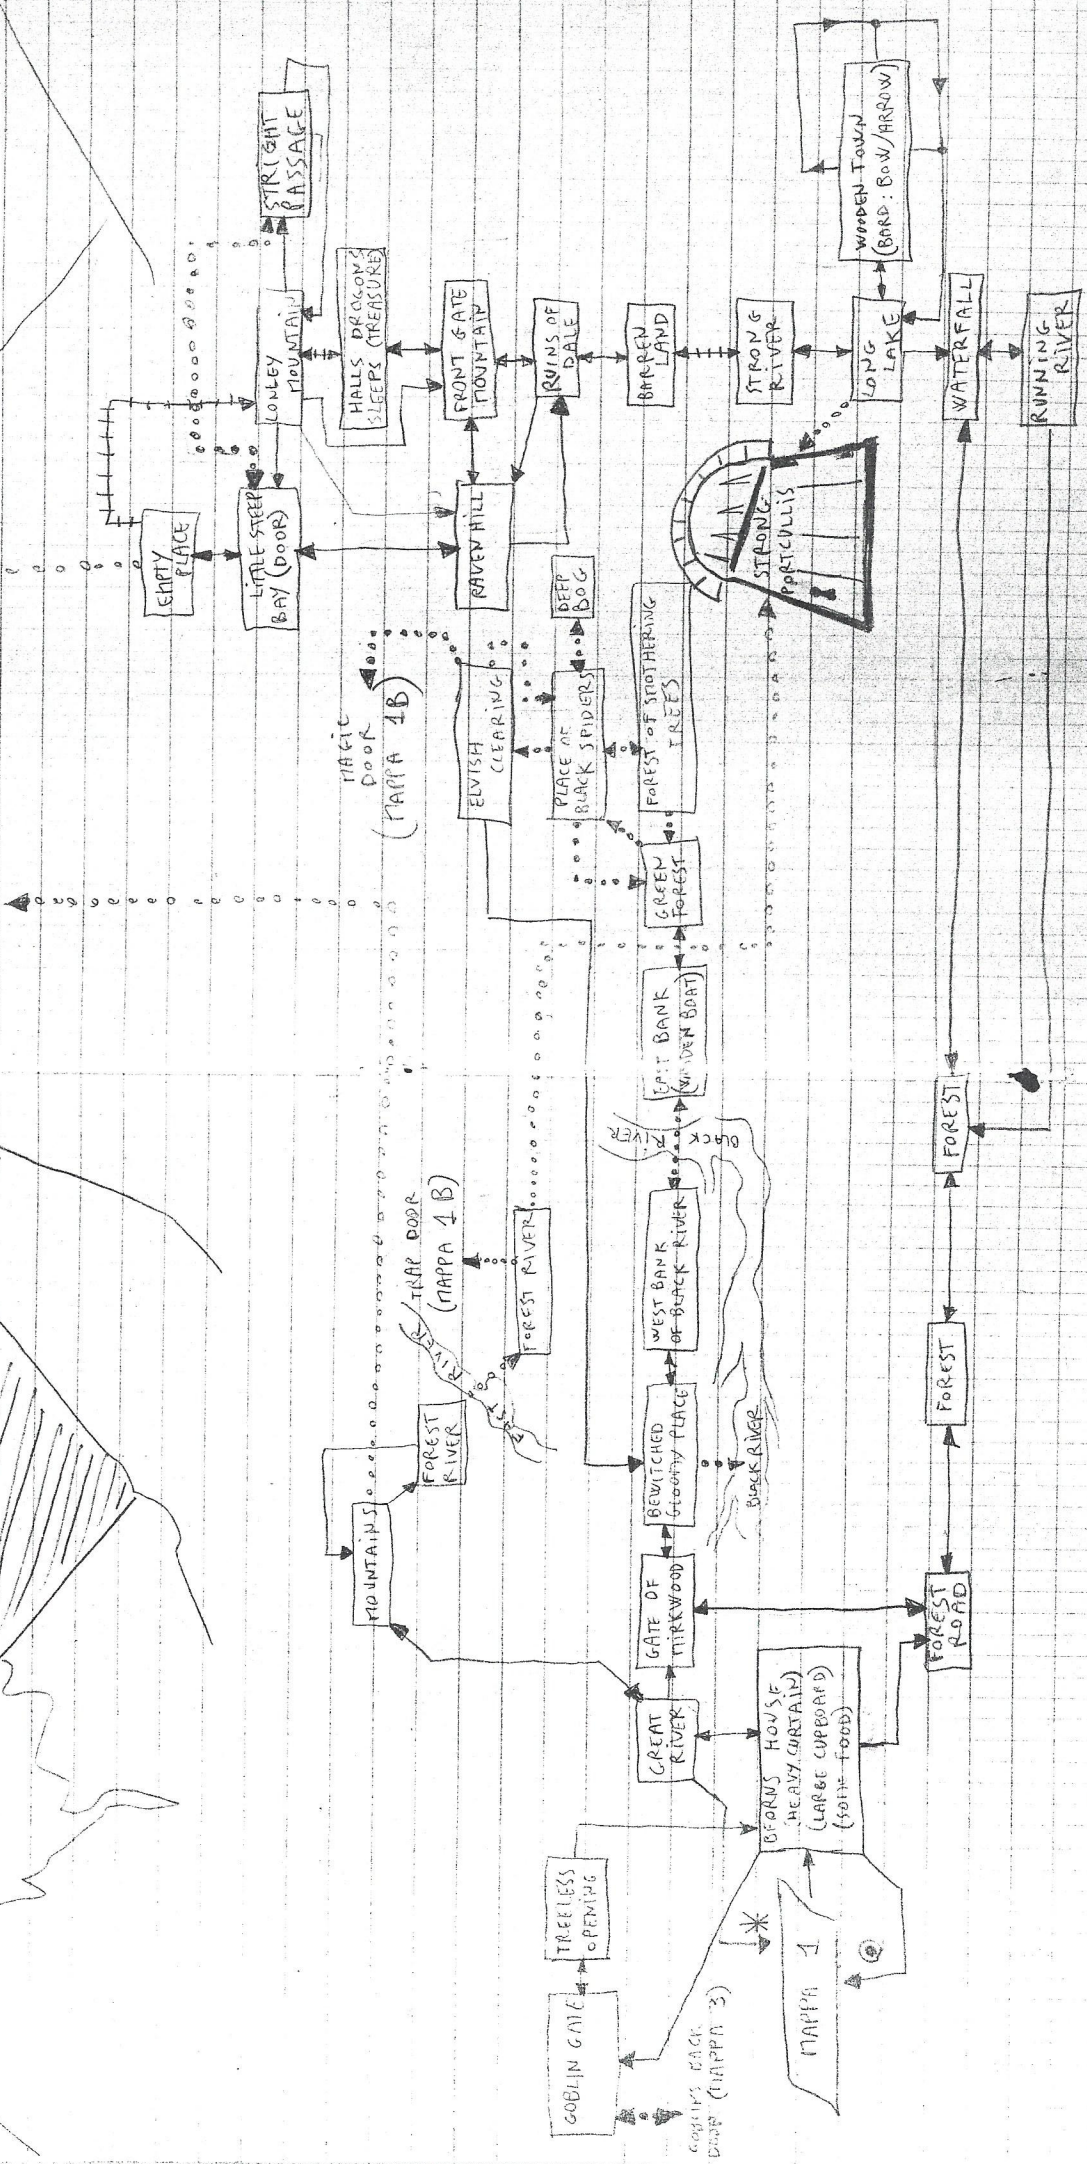 GOBLIN GATE
TREELESS
OPENING
(MAPPA 3)
MAPPA 1
@
BEORNS HOUSE
(HEAVY CURTAIN)
(LARGE CUPBOARD)
(SOME FOOD)
GREAT
RIVER
GATE OF
MIRKWOOD
FOREST
ROAD
MOUNTAINS
FOREST
RIVER
RIVER
TRAP DOOR
(MAPPA 1B)
FOREST RIVER
BEWITCHED
GLOOMY PLACE
BLACK RIVER
WEST BANK
OF BLACK RIVER
BLACK
RIVER
EAST BANK
(WOODEN BOAT)
GREEN
FOREST
FOREST
FOREST
MAGIC
DOOR
(MAPPA 1B)
ELVISH
CLEARING
PLACE OF
BLACK SPIDERS
DEEP
BOG
FOREST OF SMOTHERING
TREES
STRONG
PORTCULLIS
EMPTY
PLACE
LITTLE STEEP
BAY (DOOR)
RAVEN HILL
LONLEY
MOUNTAIN
STRIGHT
PASSAGE
HALLS DRAGONS
SLEEPS (TREASURE)
FRONT GATE
MOUNTAIN
RUINS OF
DALE
BARREN
LAND
STRONG
RIVER
LONG
LAKE
WOODEN TOWN
(BARD: BOW/ARROW)
WATERFALL
RUNNING
RIVER